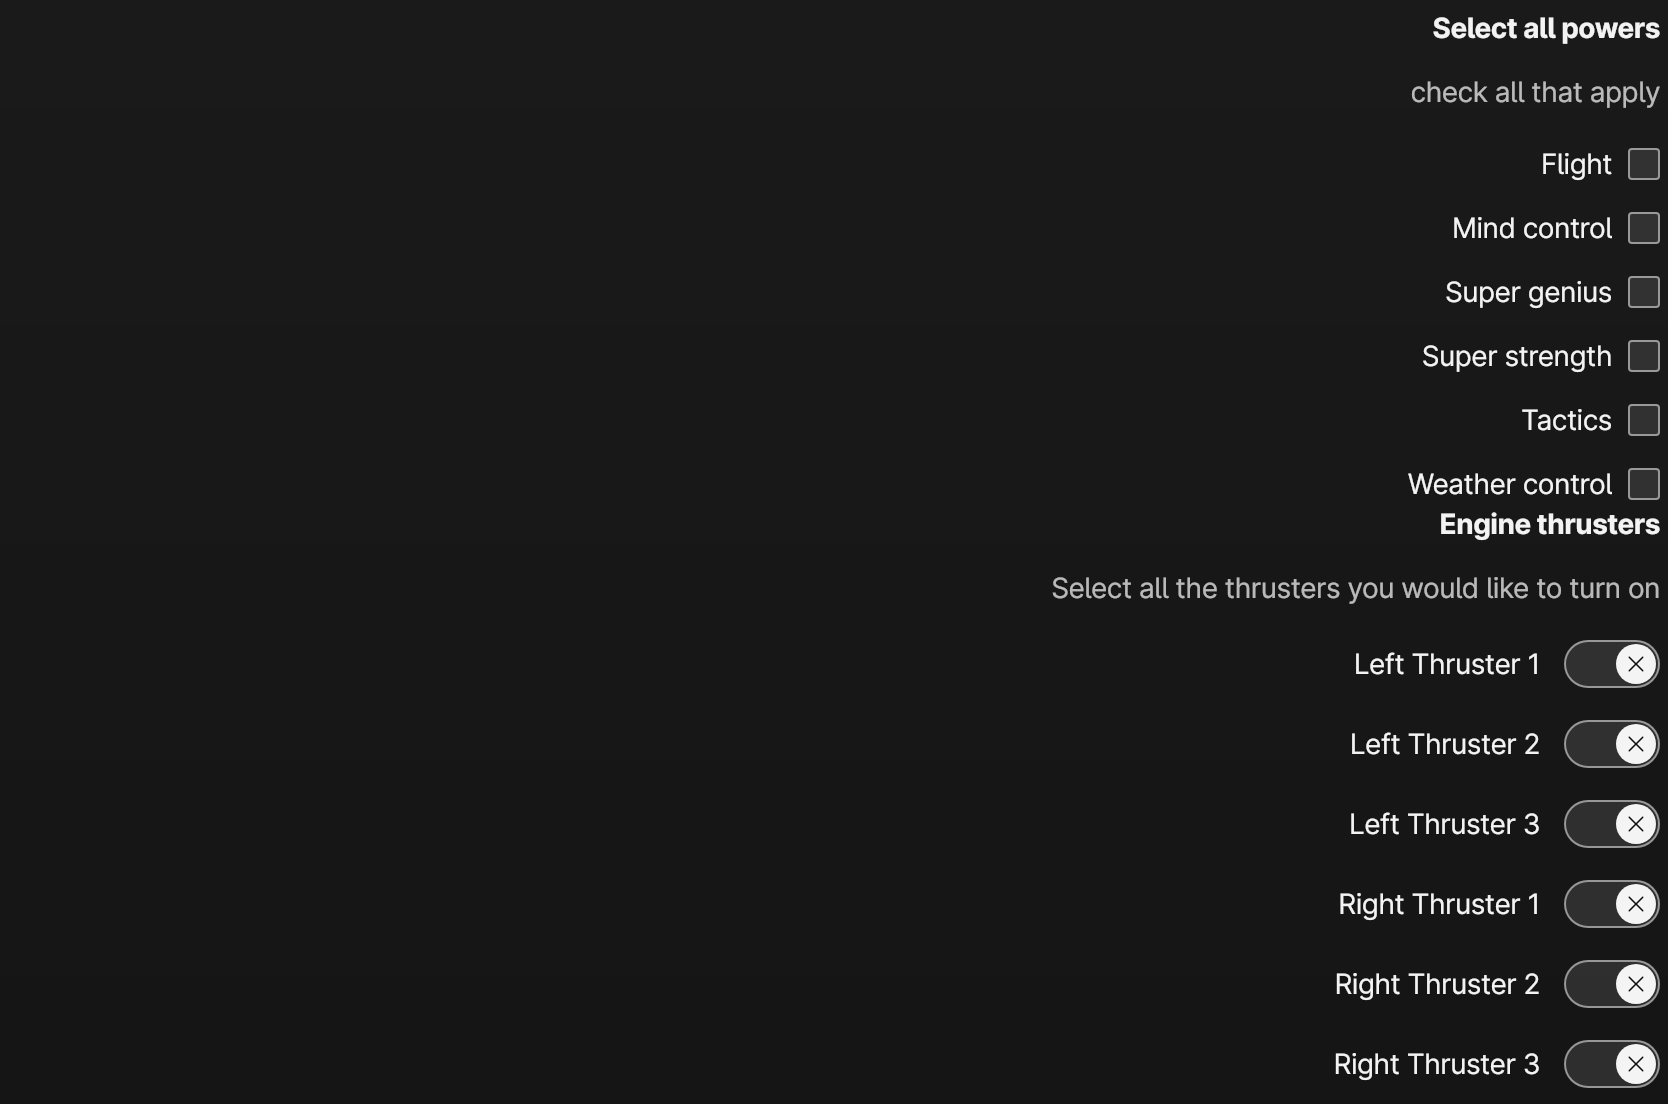 Select all powers
check all that apply
Flight
Mind control
Super genius
Super strength
Tactics
Weather control
Engine thrusters
Select all the thrusters you would like to turn on
Left Thruster 1
Left Thruster 2
Left Thruster 3
Right Thruster 1
Right Thruster 2
Right Thruster 3